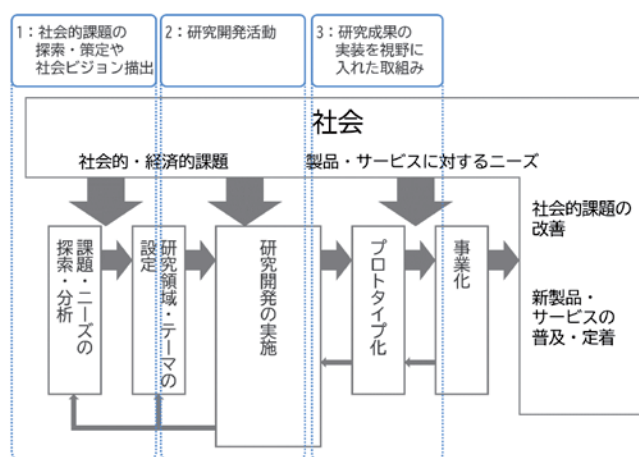 1：社会的課題の
探索・策定や
社会ビジョン描出
2：研究開発活動
3：研究成果の
実装を視野に
入れた取組み
社会
社会的・経済的課題
製品・サービスに対するニーズ
課題・ニーズの
探索・分析
研究領域・テーマの
設定
研究開発の実施
プロトタイプ化
事業化
社会的課題の
改善
新製品・
サービスの
普及・定着